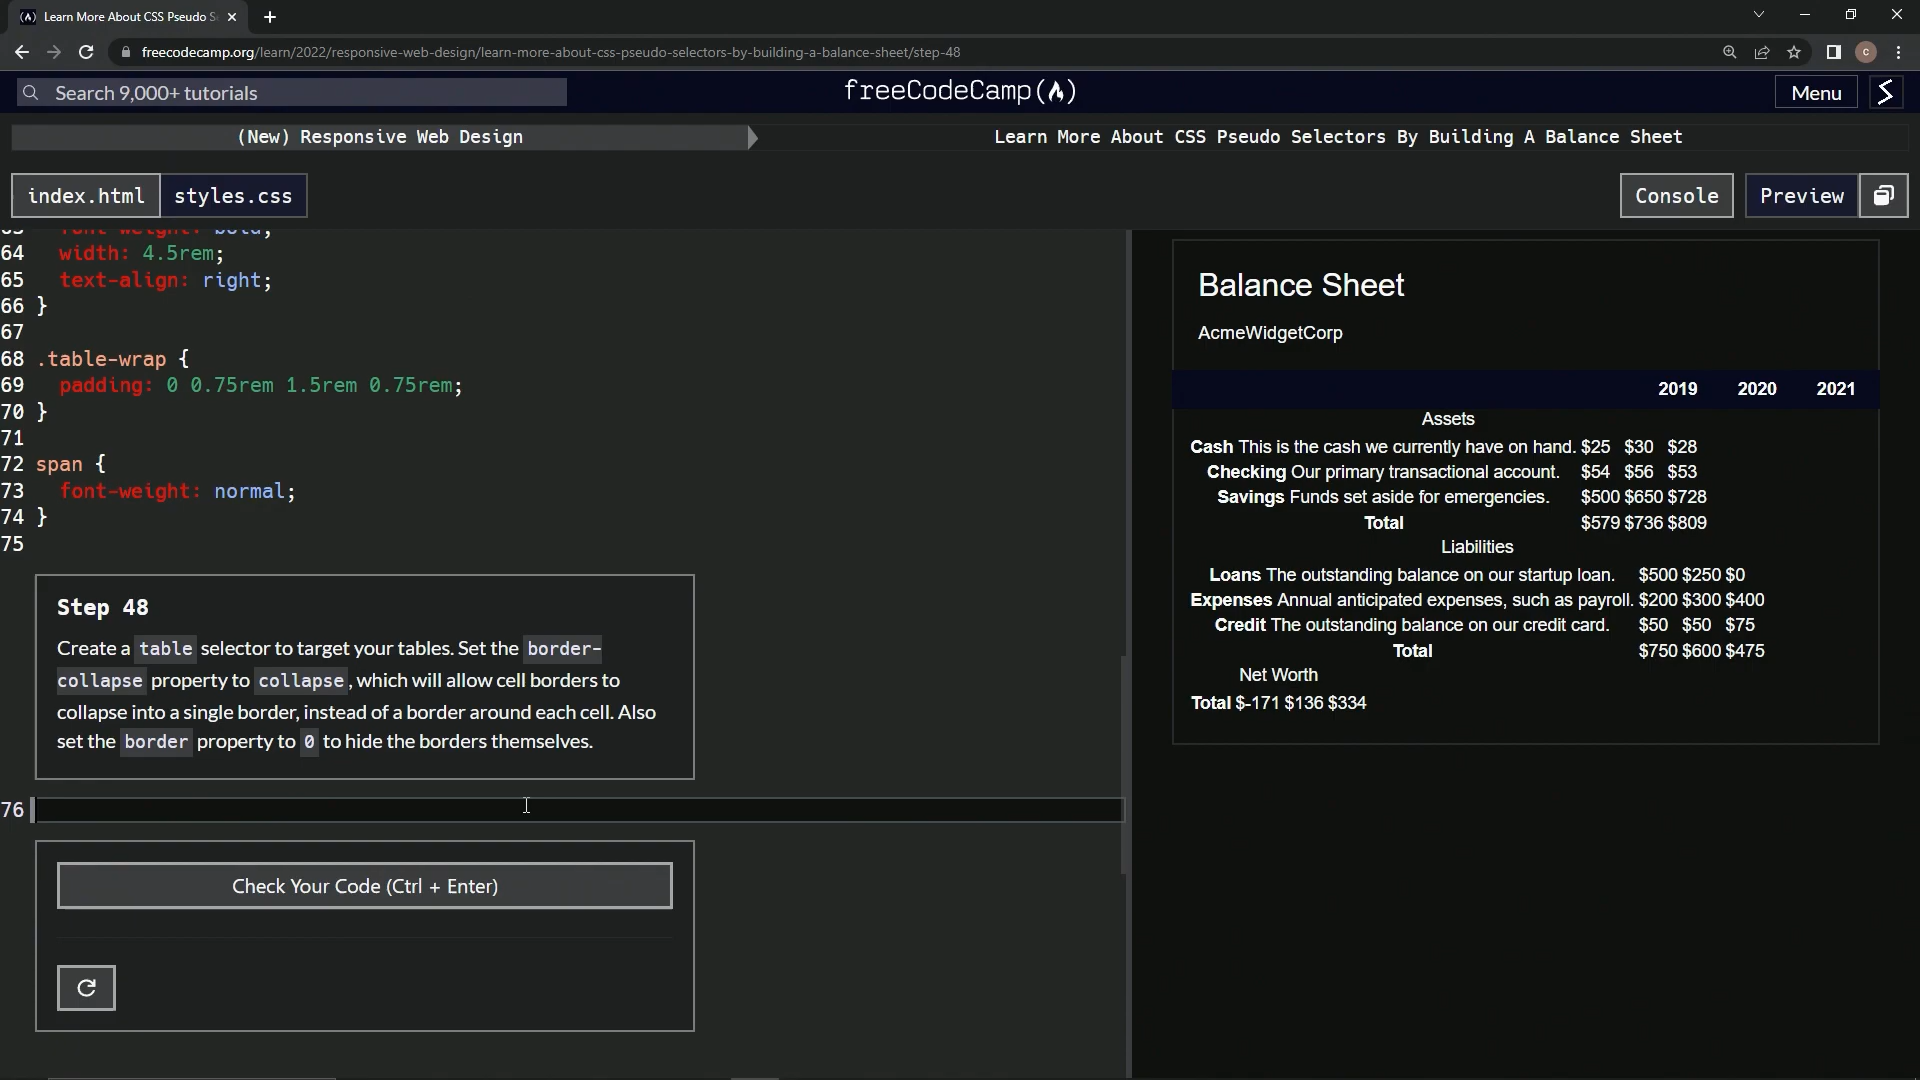 Learn More About CSS Pseudo S
freecodecamp.org/learn/2022/responsive-web-design/learn-more-about-css-pseudo-selectors-by-building-a-balance-sheet/step-48
c
Search 9,000+ tutorials
freeCodeCamp
Menu
(New) Responsive Web Design
Learn More About CSS Pseudo Selectors By Building A Balance Sheet
index.html
styles.css
Console
Preview
63 font-weight: bold;
64 width: 4.5rem;
65 text-align: right;
66 }
67
68 .table-wrap {
69 padding: 0 0.75rem 1.5rem 0.75rem;
70 }
71
72 span {
73 font-weight: normal;
74 }
75
Step 48
Create a table selector to target your tables. Set the border-
collapse property to collapse, which will allow cell borders to
collapse into a single border, instead of a border around each cell. Also
set the border property to 0 to hide the borders themselves.
76
Check Your Code (Ctrl + Enter)
Balance Sheet
AcmeWidgetCorp
2019 2020 2021
Assets
Cash This is the cash we currently have on hand. $25 $30 $28
Checking Our primary transactional account. $54 $56 $53
Savings Funds set aside for emergencies. $500 $650 $728
Total $579 $736 $809
Liabilities
Loans The outstanding balance on our startup loan. $500 $250 $0
Expenses Annual anticipated expenses, such as payroll. $200 $300 $400
Credit The outstanding balance on our credit card. $50 $50 $75
Total $750 $600 $475
Net Worth
Total $-171 $136 $334